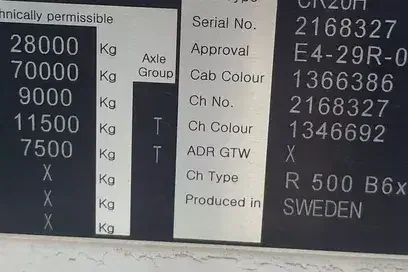 chnically permissible
28000 Kg
70000 Kg Axle Group
9000 Kg
11500 Kg T
7500 Kg T
X Kg
X Kg
X Kg
CR20H
Serial No. 2168327
Approval E4-29R-0
Cab Colour 1366386
Ch No. 2168327
Ch Colour 1346692
ADR GTW X
Ch Type R 500 B6x
Produced in SWEDEN